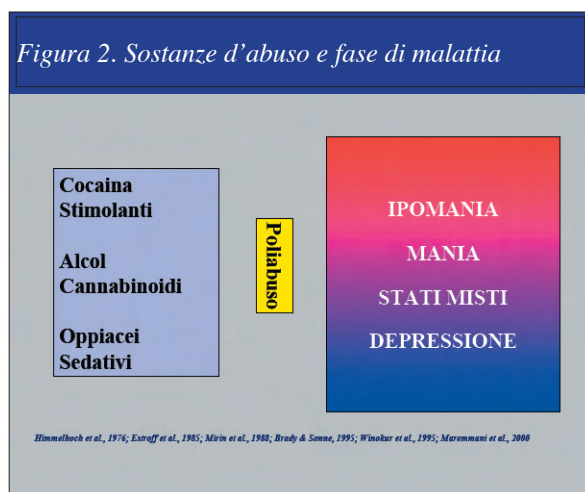 Figura 2. Sostanze d'abuso e fase di malattia
Cocaina
Stimolanti
Alcol
Cannabinoidi
Oppiacei
Sedativi
Poliabuso
IPOMANIA
MANIA
STATI MISTI
DEPRESSIONE
Himmelhoch et al., 1976; Estroff et al., 1985; Mirin et al., 1988; Brady & Sonne, 1995; Winokur et al., 1995; Maremmani et al., 2000